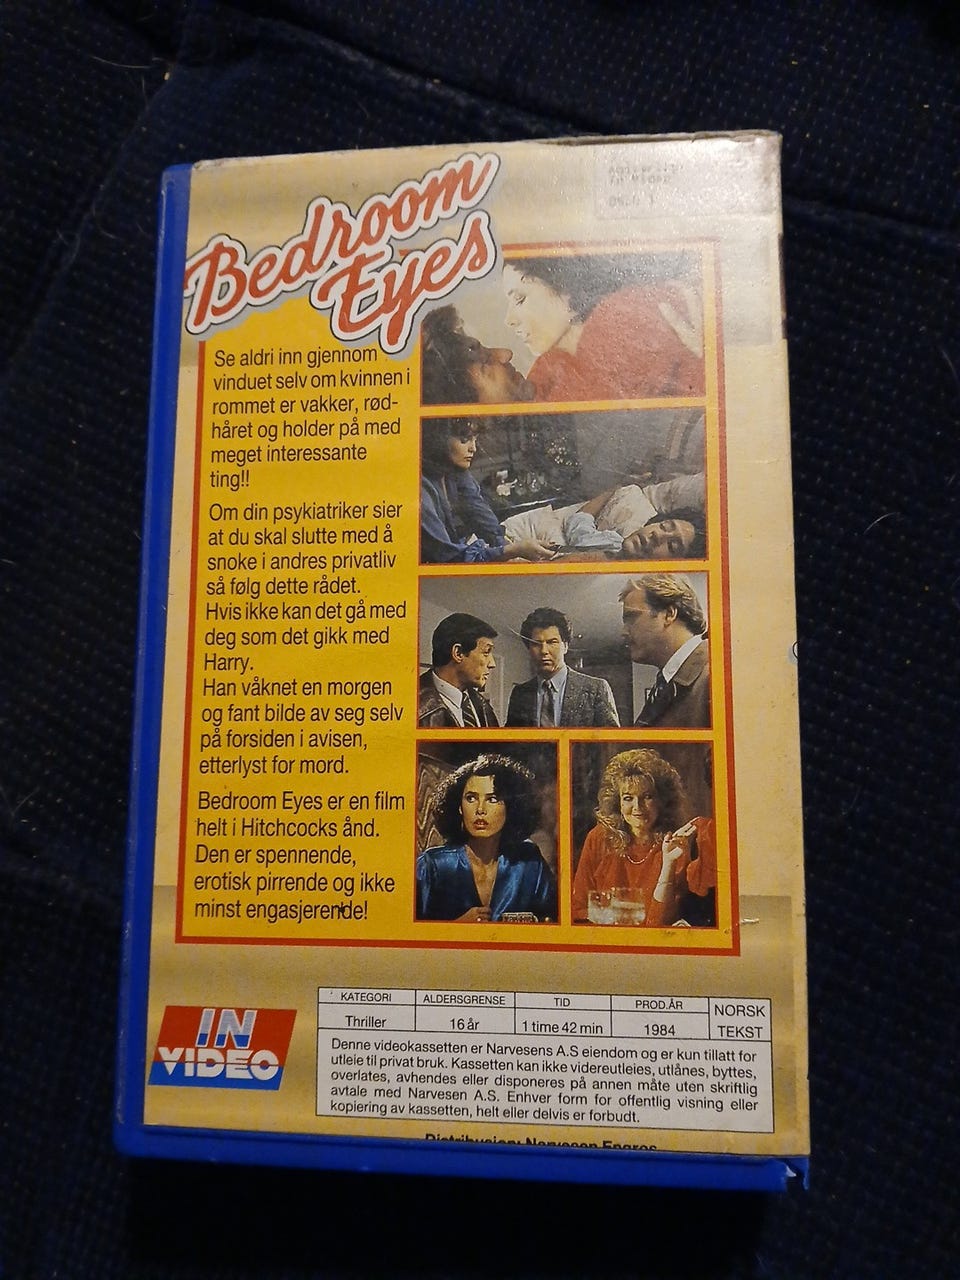 Bedroom
Eyes
Se aldri inn gjennom
vinduet selv om kvinnen i
rommet er vakker, rød-
håret og holder på med
meget interessante
ting!!
Om din psykiatriker sier
at du skal slutte med å
snoke i andres privatliv
så følg dette rådet.
Hvis ikke kan det gå med
deg som det gikk med
Harry.
Han våknet en morgen
og fant bilde av seg selv
på forsiden i avisen,
etterlyst for mord.
Bedroom Eyes er en film
helt i Hitchcocks ånd.
Den er spennende,
erotisk pirrende og ikke
minst engasjerende!
IN
VIDEO
KATEGORI ALDERSGRENSE TID PROD.ÅR NORSK
Thriller 16 år 1 time 42 min 1984 TEKST
Denne videokassetten er Narvesens A.S eiendom og er kun tillatt for
utleie til privat bruk. Kassetten kan ikke videreutleies, utlånes, byttes,
overlates, avhendes eller disponeres på annen måte uten skriftlig
avtale med Narvesen A.S. Enhver form for offentlig visning eller
kopiering av kassetten, helt eller delvis er forbudt.
Distribusjon: Narvesen Engros